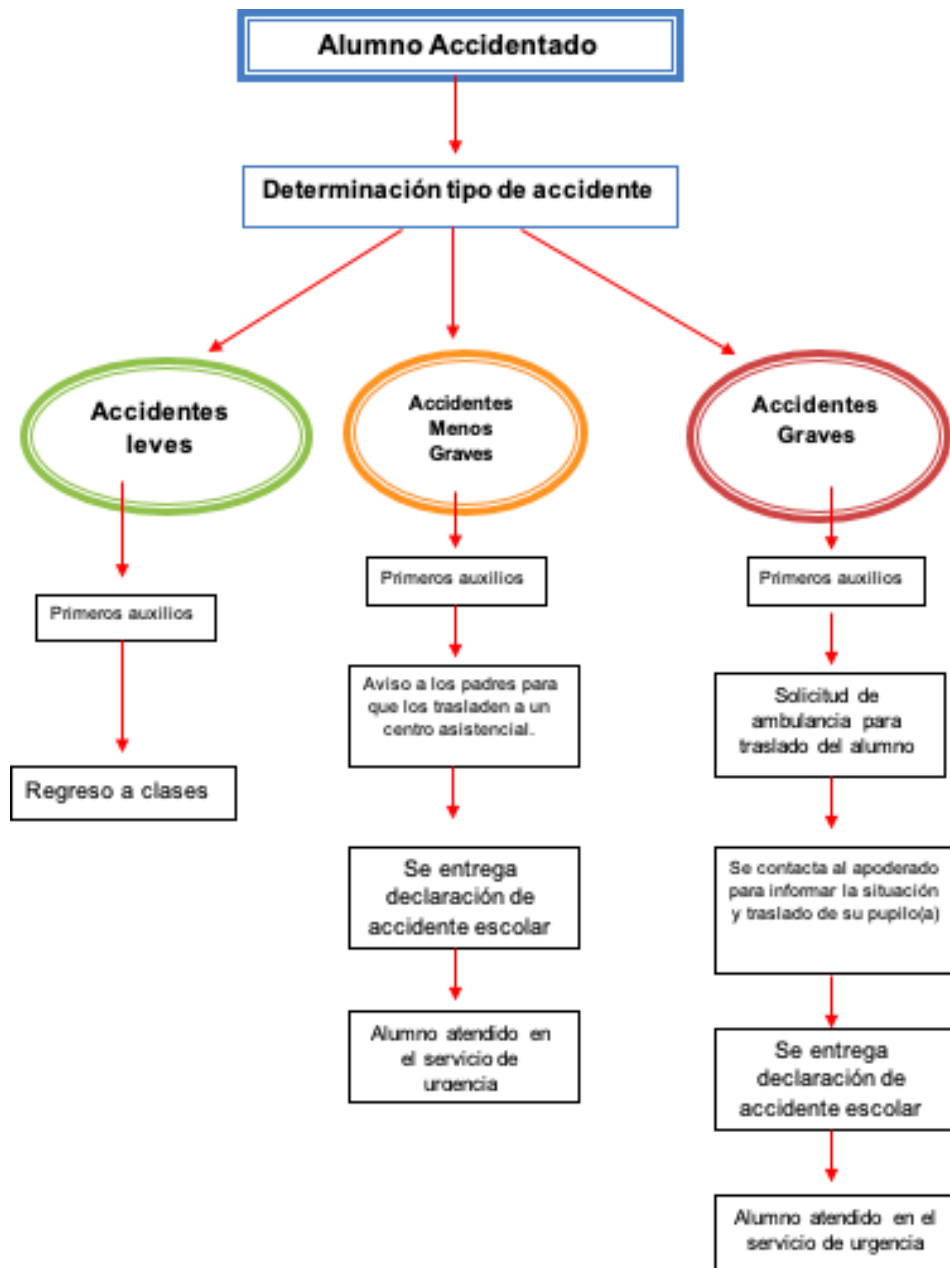 Alumno Accidentado
Determinación tipo de accidente
Accidentes
leves
Primeros auxilios
Regreso a clases
Accidentes
Menos
Graves
Primeros auxilios
Aviso a los padres para
que los trasladen a un
centro asistencial.
Se entrega
declaración de
accidente escolar
Alumno atendido en
el servicio de
urgencia
Accidentes
Graves
Primeros auxilios
Solicitud de
ambulancia para
traslado del alumno
Se contacta al apoderado
para informar la situación
y traslado de su pupilo(a)
Se entrega
declaración de
accidente escolar
Alumno atendido en el
servicio de urgencia